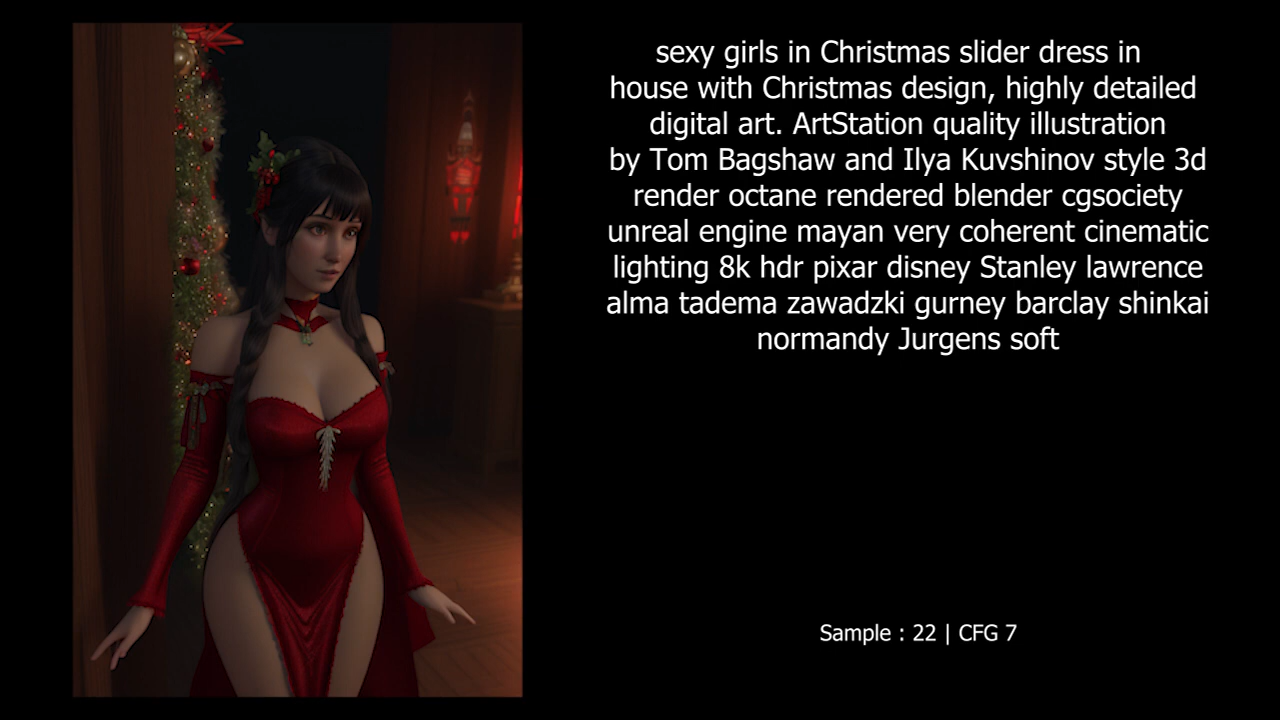 sexy girls in Christmas slider dress in
house with Christmas design, highly detailed
digital art. ArtStation quality illustration
by Tom Bagshaw and Ilya Kuvshinov style 3d
render octane rendered blender cgsociety
unreal engine mayan very coherent cinematic
lighting 8k hdr pixar disney Stanley lawrence
alma tadema zawadzki gurney barclay shinkai
normandy Jurgens soft
Sample : 22 | CFG 7